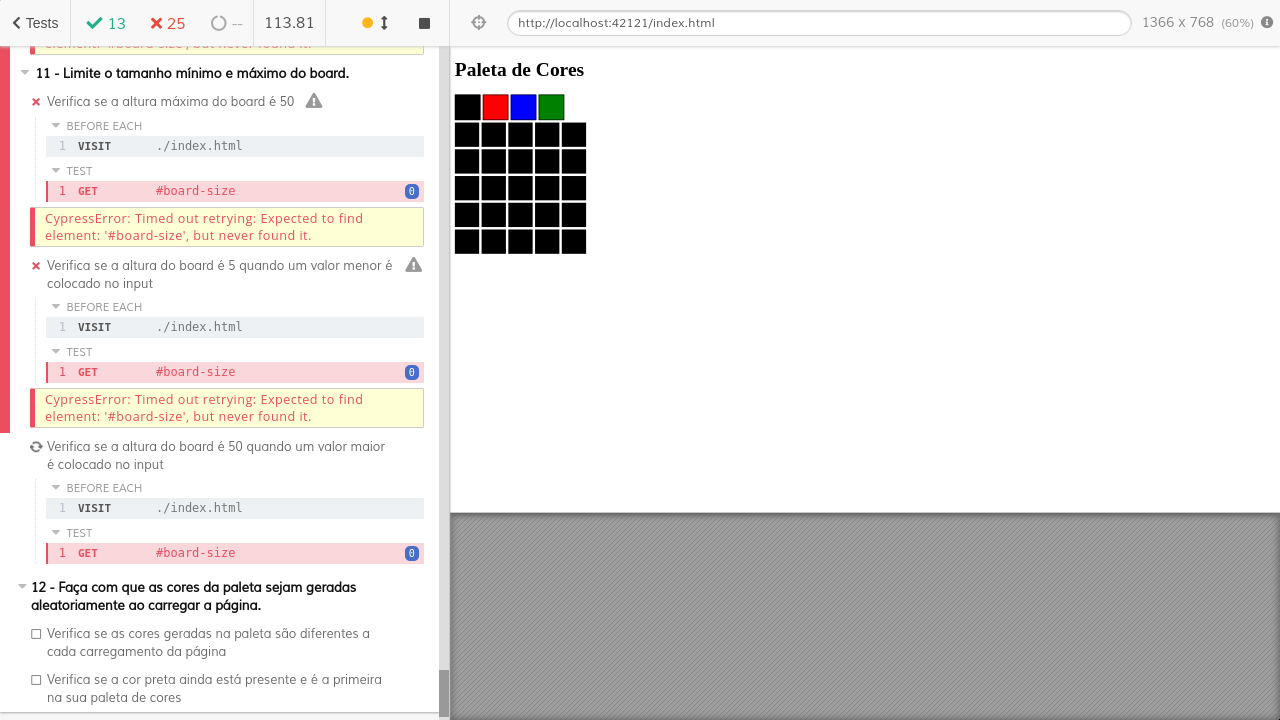 Tests 13 25 -- 113.81
http://localhost:42121/index.html 1366 x 768 (60%)
element: '#board-size', but never found it.
11 - Limite o tamanho mínimo e máximo do board.
Verifica se a altura máxima do board é 50
BEFORE EACH
1 VISIT ./index.html
TEST
1 GET #board-size 0
CypressError: Timed out retrying: Expected to find
element: '#board-size', but never found it.
Verifica se a altura do board é 5 quando um valor menor é
colocado no input
BEFORE EACH
1 VISIT ./index.html
TEST
1 GET #board-size 0
CypressError: Timed out retrying: Expected to find
element: '#board-size', but never found it.
Verifica se a altura do board é 50 quando um valor maior
é colocado no input
BEFORE EACH
1 VISIT ./index.html
TEST
1 GET #board-size 0
12 - Faça com que as cores da paleta sejam geradas
aleatoriamente ao carregar a página.
Verifica se as cores geradas na paleta são diferentes a
cada carregamento da página
Verifica se a cor preta ainda está presente e é a primeira
na sua paleta de cores
Paleta de Cores